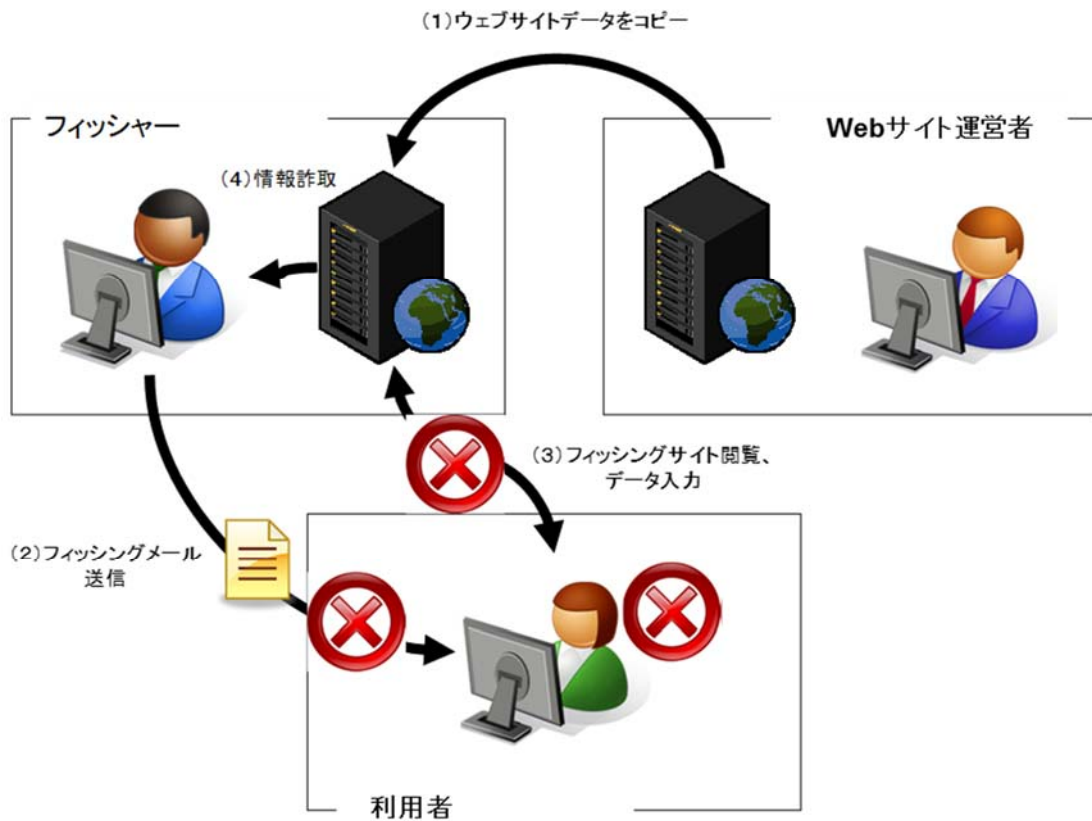 (1)ウェブサイトデータをコピー
フィッシャー
Webサイト運営者
(4)情報詐取
(3)フィッシングサイト閲覧、
データ入力
(2)フィッシングメール
送信
利用者